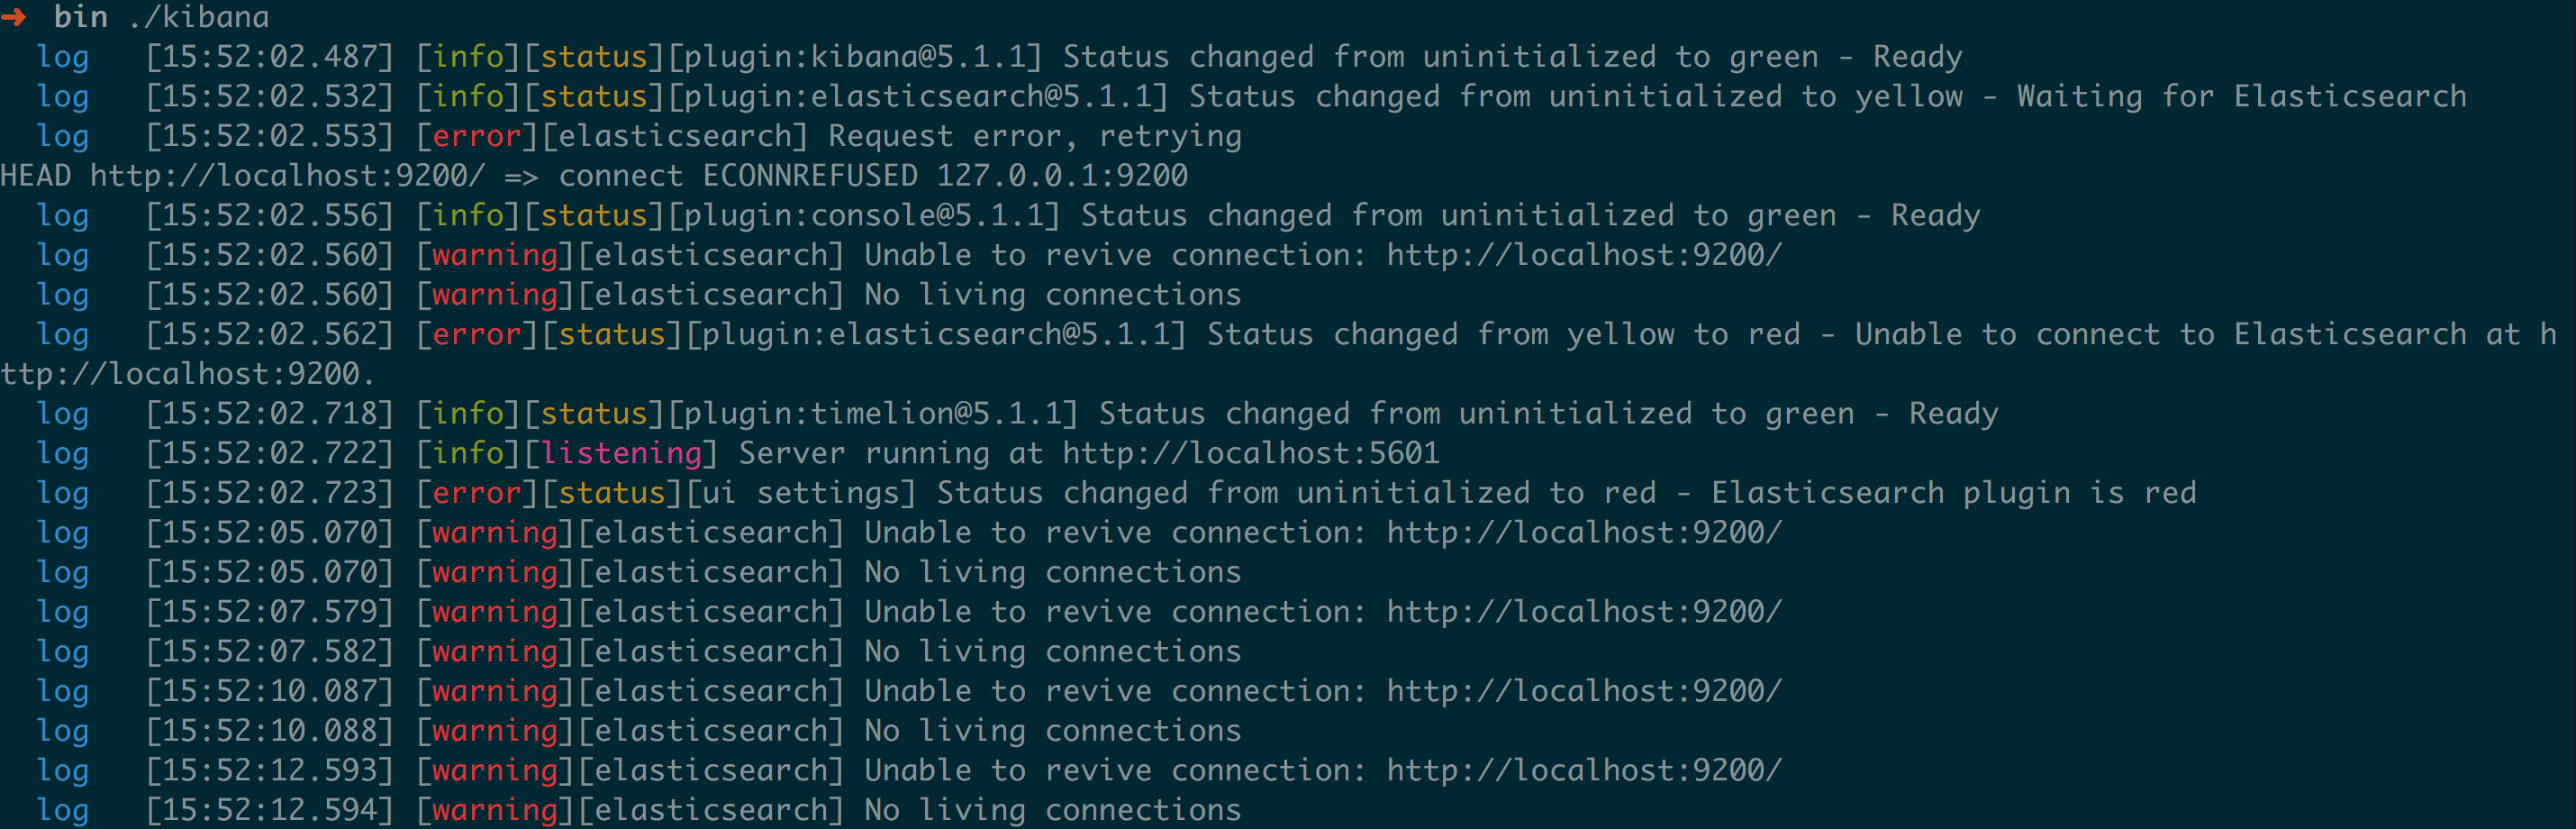 ➜  bin ./kibana
  log   [15:52:02.487] [info][status][plugin:kibana@5.1.1] Status changed from uninitialized to green - Ready
  log   [15:52:02.532] [info][status][plugin:elasticsearch@5.1.1] Status changed from uninitialized to yellow - Waiting for Elasticsearch
  log   [15:52:02.553] [error][elasticsearch] Request error, retrying
HEAD http://localhost:9200/ => connect ECONNREFUSED 127.0.0.1:9200
  log   [15:52:02.556] [info][status][plugin:console@5.1.1] Status changed from uninitialized to green - Ready
  log   [15:52:02.560] [warning][elasticsearch] Unable to revive connection: http://localhost:9200/
  log   [15:52:02.560] [warning][elasticsearch] No living connections
  log   [15:52:02.562] [error][status][plugin:elasticsearch@5.1.1] Status changed from yellow to red - Unable to connect to Elasticsearch at h
ttp://localhost:9200.
  log   [15:52:02.718] [info][status][plugin:timelion@5.1.1] Status changed from uninitialized to green - Ready
  log   [15:52:02.722] [info][listening] Server running at http://localhost:5601
  log   [15:52:02.723] [error][status][ui settings] Status changed from uninitialized to red - Elasticsearch plugin is red
  log   [15:52:05.070] [warning][elasticsearch] Unable to revive connection: http://localhost:9200/
  log   [15:52:05.070] [warning][elasticsearch] No living connections
  log   [15:52:07.579] [warning][elasticsearch] Unable to revive connection: http://localhost:9200/
  log   [15:52:07.582] [warning][elasticsearch] No living connections
  log   [15:52:10.087] [warning][elasticsearch] Unable to revive connection: http://localhost:9200/
  log   [15:52:10.088] [warning][elasticsearch] No living connections
  log   [15:52:12.593] [warning][elasticsearch] Unable to revive connection: http://localhost:9200/
  log   [15:52:12.594] [warning][elasticsearch] No living connections